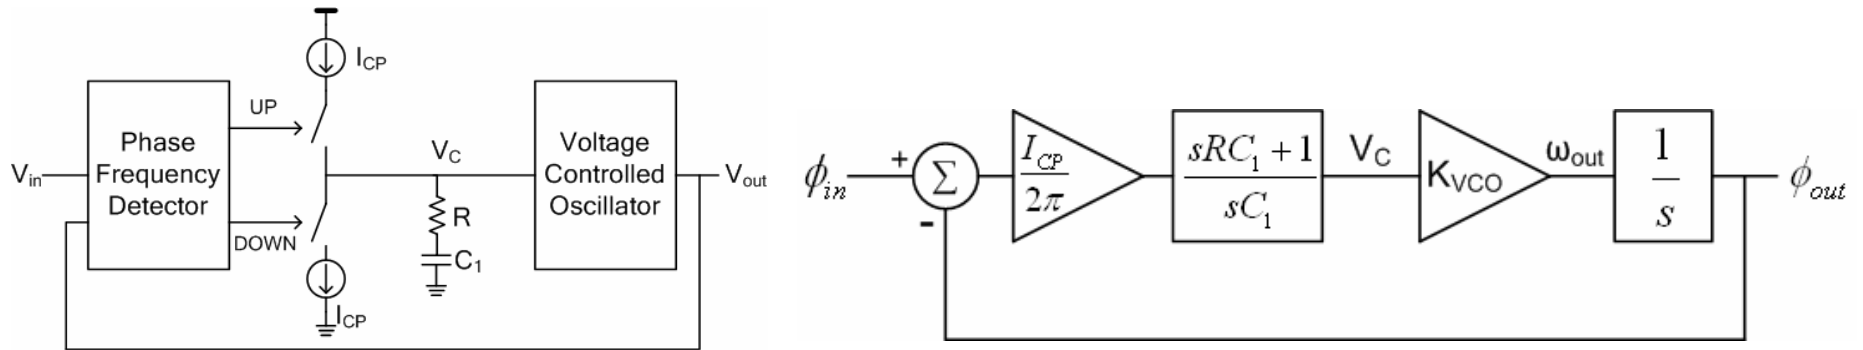 I_CP
UP
Phase
Frequency
Detector
V_in
DOWN
I_CP
V_C
R
C_1
Voltage
Controlled
Oscillator
V_out
ϕ_in
+
-
Σ
I_CP
2π
sRC_1 + 1
sC_1
V_C
K_VCO
ω_out
1
s
ϕ_out